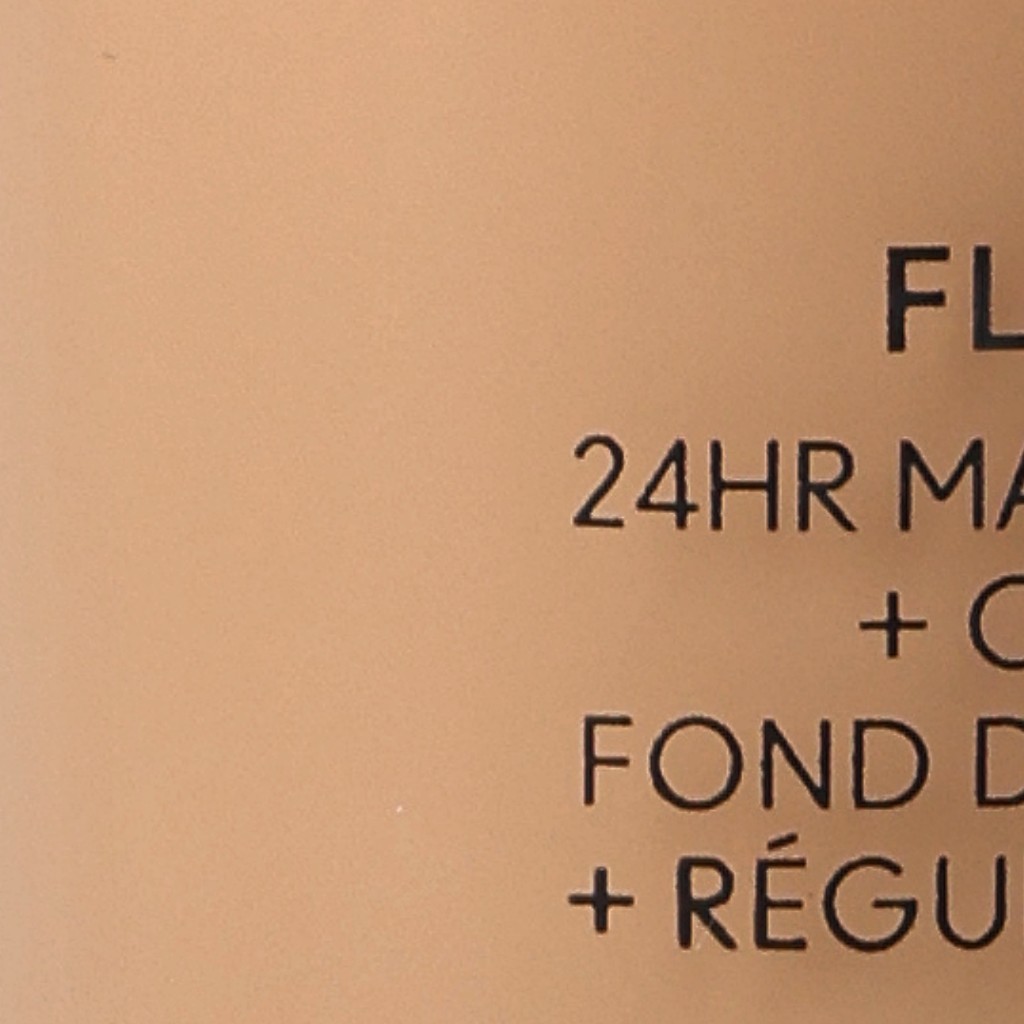 FL
24HR MA
+ C
FOND D
+ RÉGU